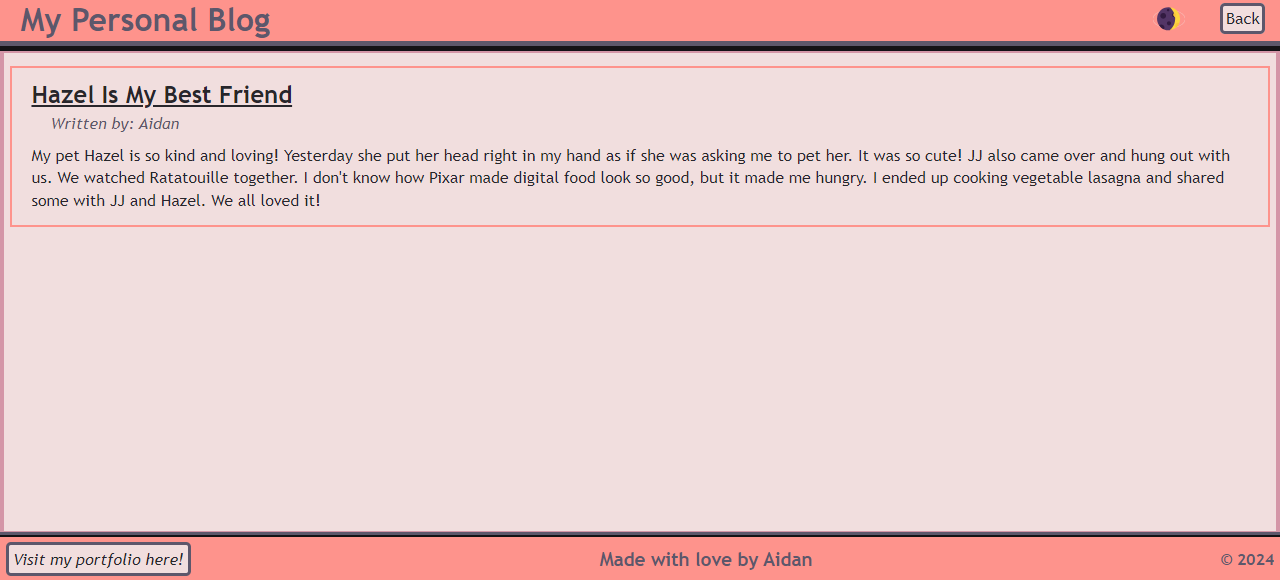 My Personal Blog
Back
Hazel Is My Best Friend
Written by: Aidan
My pet Hazel is so kind and loving! Yesterday she put her head right in my hand as if she was asking me to pet her. It was so cute! JJ also came over and hung out with
us. We watched Ratatouille together. I don't know how Pixar made digital food look so good, but it made me hungry. I ended up cooking vegetable lasagna and shared
some with JJ and Hazel. We all loved it!
Visit my portfolio here!
Made with love by Aidan
© 2024